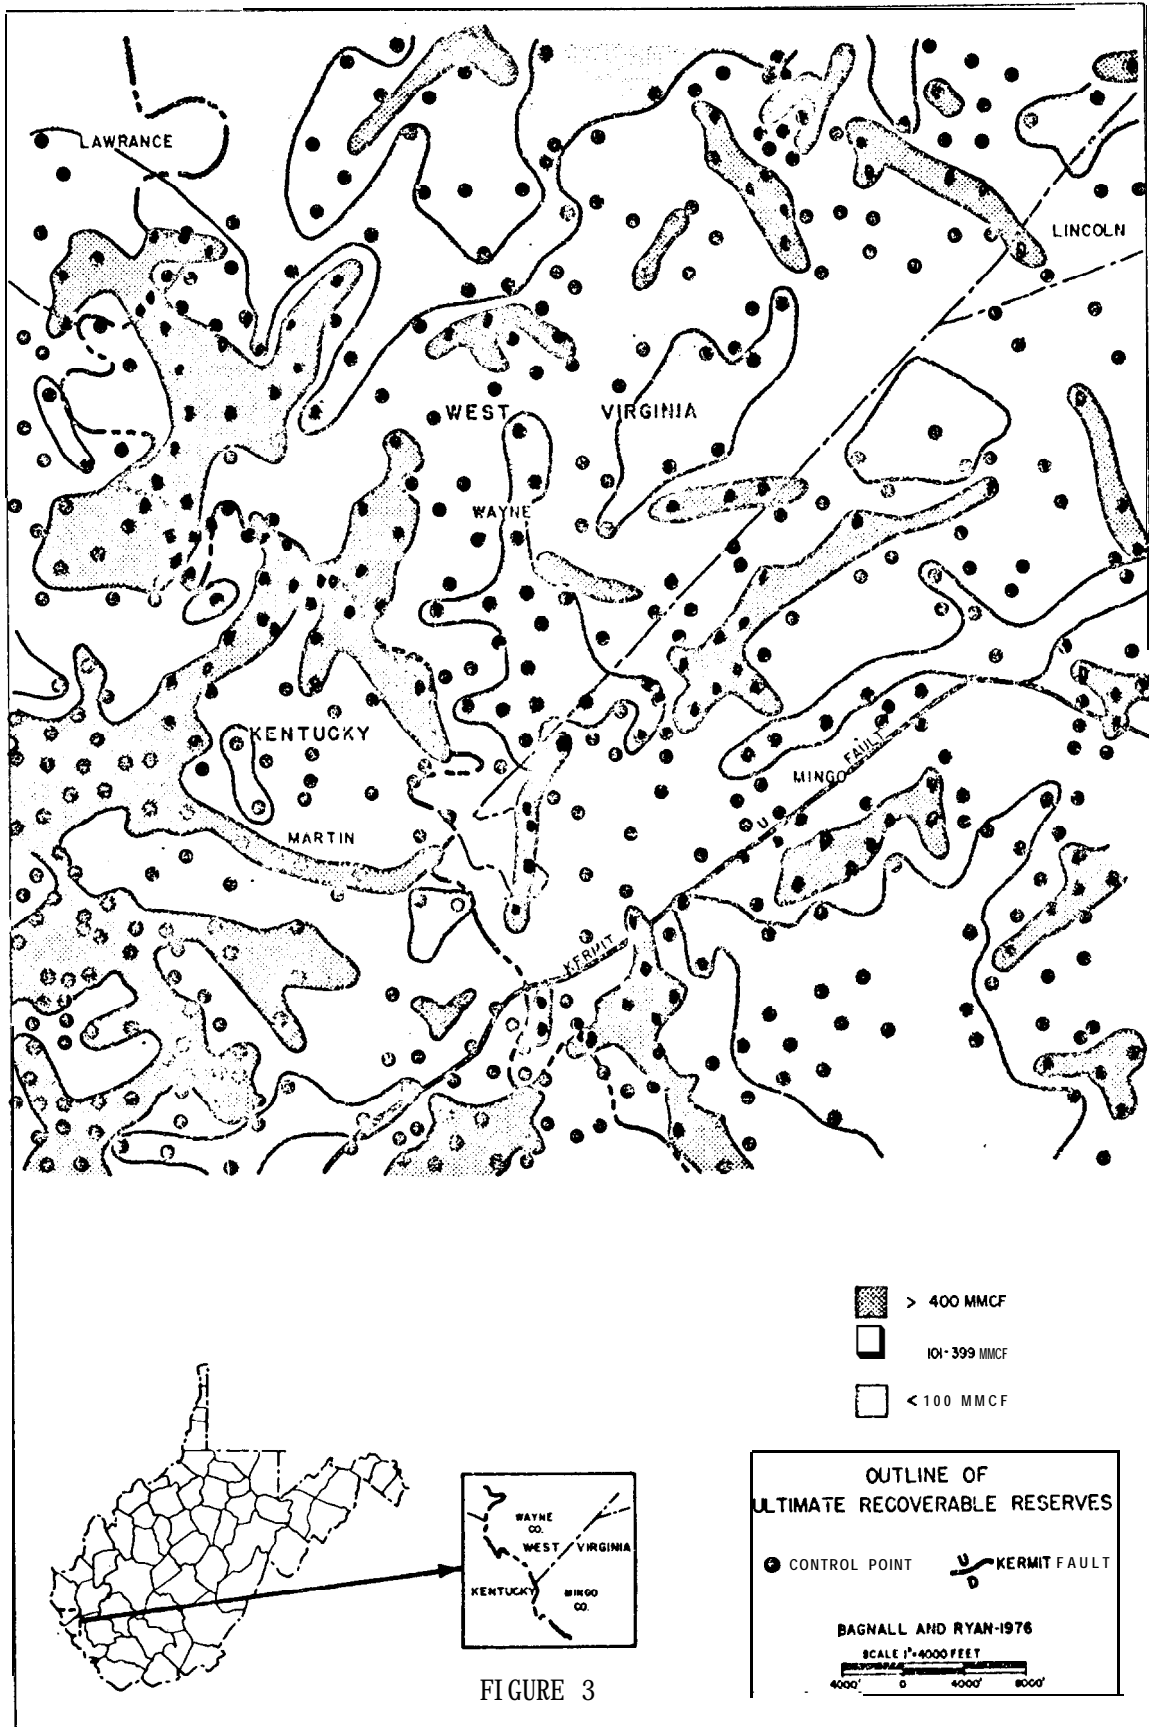 LAWRANCE
LINCOLN
WEST VIRGINIA
WAYNE
KENTUCKY
MINGO
FAULT
U
MARTIN
KERMIT
> 400 MMCF
101-399 MMCF
< 100 MMCF
OUTLINE OF
ULTIMATE RECOVERABLE RESERVES
CONTROL POINT
U
D
KERMIT FAULT
BAGNALL AND RYAN-1976
SCALE 1"=4000 FEET
4000' 0 4000' 8000'
WAYNE
CO.
WEST VIRGINIA
KENTUCKY
MINGO
CO.
FIGURE 3